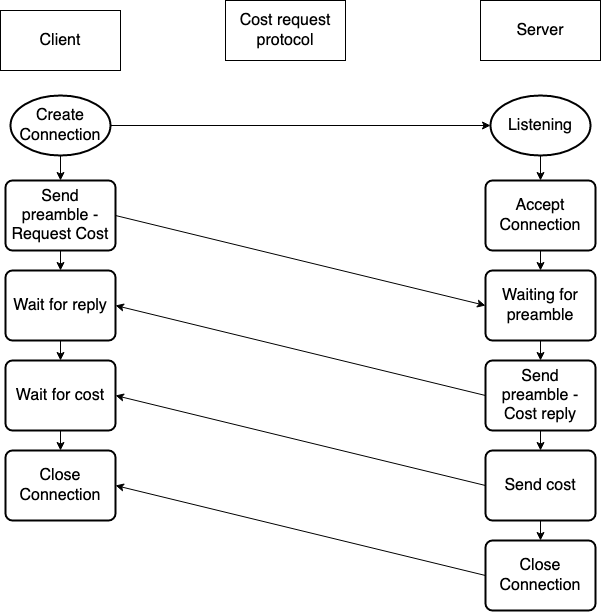 Client
Cost request
protocol
Server
Create
Connection
Listening
Send
preamble -
Request Cost
Accept
Connection
Wait for reply
Waiting for
preamble
Wait for cost
Send
preamble -
Cost reply
Close
Connection
Send cost
Close
Connection